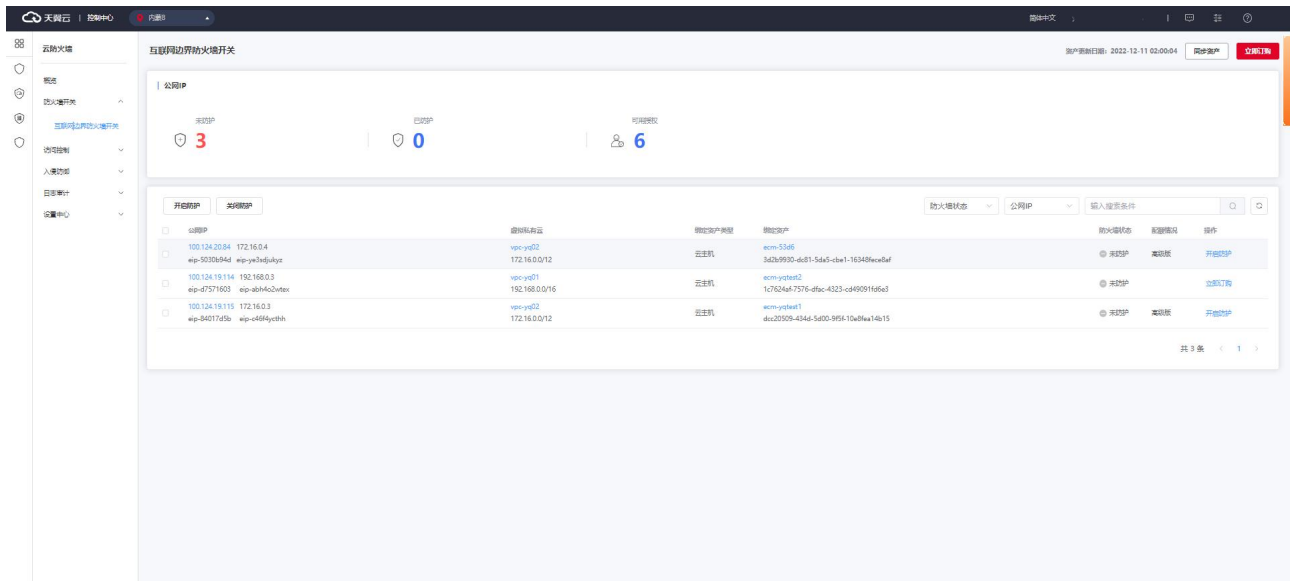 天翼云 | 控制中心 内蒙8 简体中文
云防火墙
概览
防火墙开关
互联网边界防火墙开关
访问控制
入侵防御
日志审计
设置中心
互联网边界防火墙开关 资产更新日期：2022-12-11 02:00:04 同步资产 立即订购
公网IP
未防护 已防护 可用授权
3 0 6
开启防护 关闭防护 防火墙状态 公网IP 输入搜索条件
公网IP 虚拟私有云 绑定资产类型 绑定资产 防火墙状态 配额情况 操作
100.124.20.84 172.16.0.4 vpc-yq02 云主机 ecm-53d6 未防护 高级版 开启防护
eip-5030b94d eip-ye3sdjukyz 172.16.0.0/12 3d2b9930-dc81-5da5-cbe1-16348fece8af
100.124.19.114 192.168.0.3 vpc-yq01 云主机 ecm-yqtest2 未防护 立即订购
eip-d7571603 eip-abh4o2wtex 192.168.0.0/16 1c7624af-7576-dfac-4323-cd49091fd6e3
100.124.19.115 172.16.0.3 vpc-yq02 云主机 ecm-yqtest1 未防护 高级版 开启防护
eip-84017d5b eip-c46f4ycthh 172.16.0.0/12 dcc20509-434d-5d00-9f5f-10e8fea14b15
共 3 条 1